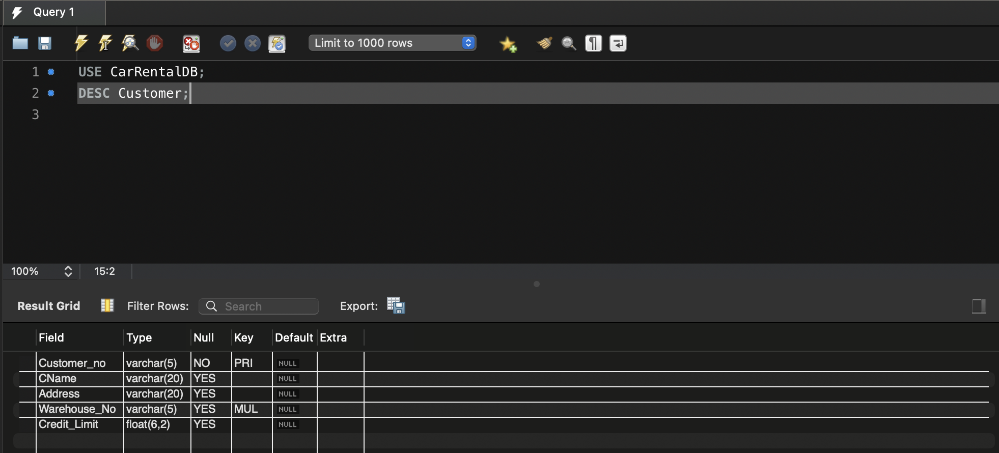 Query 1
Limit to 1000 rows
1 USE CarRentalDB;
2 DESC Customer;
3
100% 15:2
Result Grid Filter Rows: Search Export:
Field Type Null Key Default Extra
Customer_no varchar(5) NO PRI NULL
CName varchar(20) YES NULL
Address varchar(20) YES NULL
Warehouse_No varchar(5) YES MUL NULL
Credit_Limit float(6,2) YES NULL